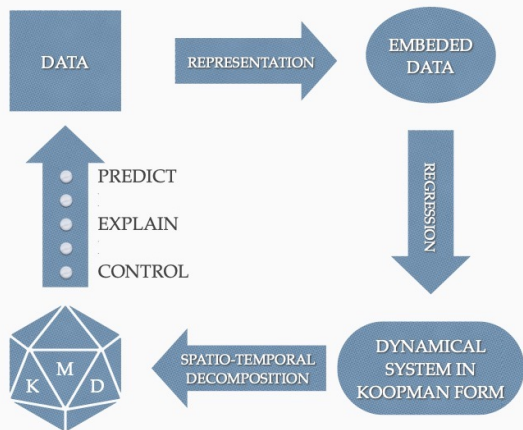 DATA
REPRESENTATION
EMBEDED
DATA
REGRESSION
DYNAMICAL
SYSTEM IN
KOOPMAN FORM
SPATIO-TEMPORAL
DECOMPOSITION
K M D
PREDICT
EXPLAIN
CONTROL